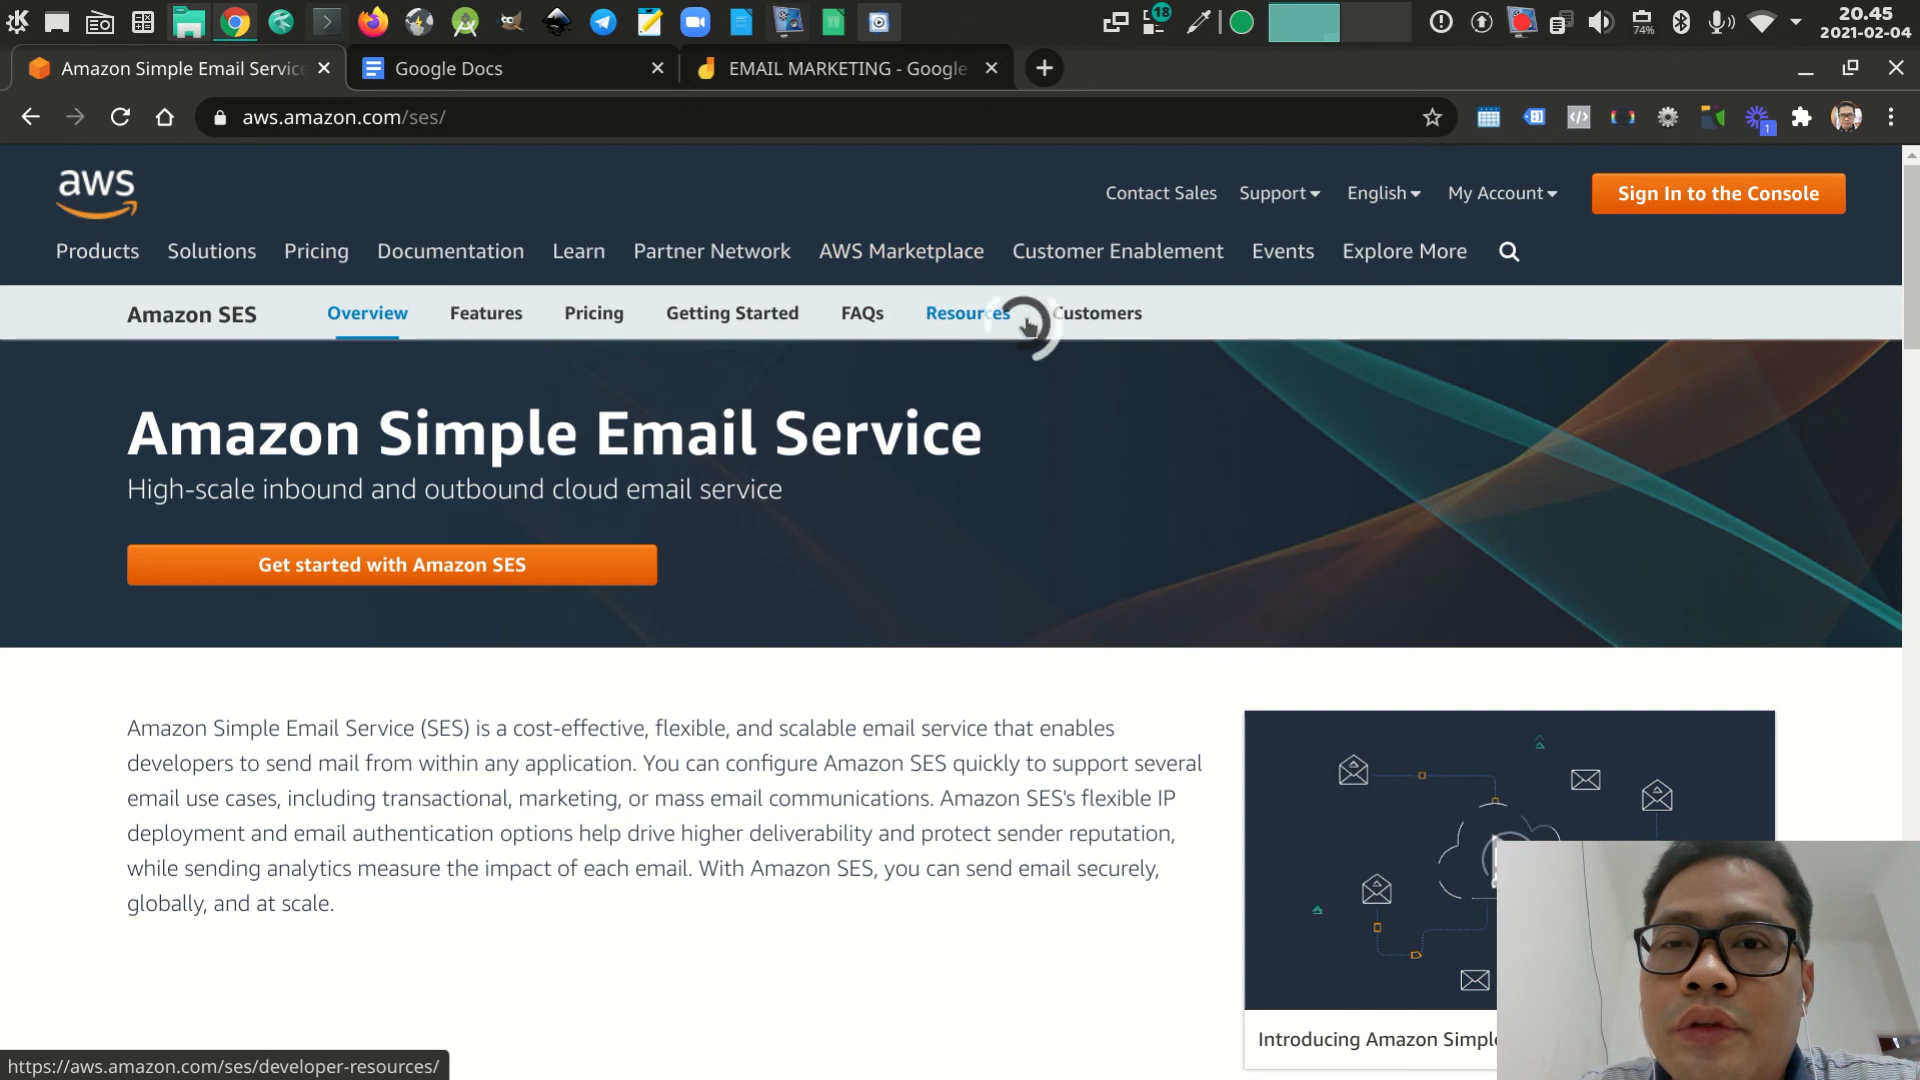 18
74%
20.45
2021-02-04
Amazon Simple Email Service
Google Docs
EMAIL MARKETING - Google
aws.amazon.com/ses/
1
aws
Contact Sales
Support
English
My Account
Sign In to the Console
Products
Solutions
Pricing
Documentation
Learn
Partner Network
AWS Marketplace
Customer Enablement
Events
Explore More
Amazon SES
Overview
Features
Pricing
Getting Started
FAQs
Resources
Customers
Amazon Simple Email Service
High-scale inbound and outbound cloud email service
Get started with Amazon SES
Amazon Simple Email Service (SES) is a cost-effective, flexible, and scalable email service that enables
developers to send mail from within any application. You can configure Amazon SES quickly to support several
email use cases, including transactional, marketing, or mass email communications. Amazon SES's flexible IP
deployment and email authentication options help drive higher deliverability and protect sender reputation,
while sending analytics measure the impact of each email. With Amazon SES, you can send email securely,
globally, and at scale.
Introducing Amazon Simple
https://aws.amazon.com/ses/developer-resources/